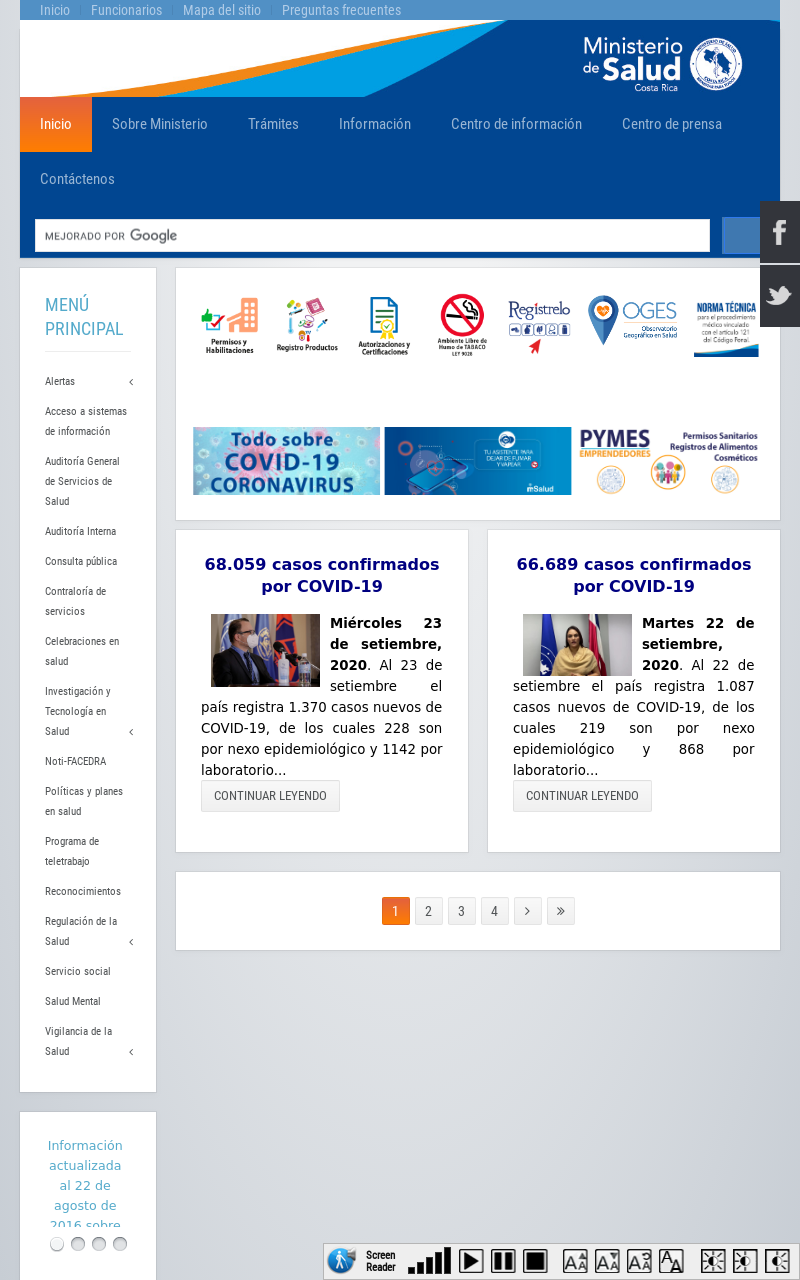 Inicio Funcionarios Mapa del sitio Preguntas frecuentes
Ministerio
de Salud
Costa Rica
Inicio Sobre Ministerio Trámites Información Centro de información Centro de prensa
Contáctenos
MEJORADO POR Google
MENÚ
PRINCIPAL
Alertas
Acceso a sistemas
de información
Auditoría General
de Servicios de
Salud
Auditoría Interna
Consulta pública
Contraloría de
servicios
Celebraciones en
salud
Investigación y
Tecnología en
Salud
Noti-FACEDRA
Políticas y planes
en salud
Programa de
teletrabajo
Reconocimientos
Regulación de la
Salud
Servicio social
Salud Mental
Vigilancia de la
Salud
Información
actualizada
al 22 de
agosto de
2016 sobre
Permisos y
Habilitaciones
Registro Productos
Autorizaciones y
Certificaciones
Ambiente Libre de
Humo de TABACO
LEY 9028
Regístrelo
OGES
Observatorio
Geográfico en Salud
NORMA TÉCNICA
para el procedimiento
médico vinculado
con el artículo 121
del Código Penal.
Todo sobre
COVID-19
CORONAVIRUS
TU ASISTENTE PARA
DEJAR DE FUMAR
Y VAPEAR
mSalud
PYMES
EMPRENDEDORES
Permisos Sanitarios
Registros de Alimentos
Cosméticos
68.059 casos confirmados
por COVID-19
Miércoles 23
de setiembre,
2020. Al 23 de
setiembre el
país registra 1.370 casos nuevos de
COVID-19, de los cuales 228 son
por nexo epidemiológico y 1142 por
laboratorio...
CONTINUAR LEYENDO
66.689 casos confirmados
por COVID-19
Martes 22 de
setiembre,
2020. Al 22 de
setiembre el país registra 1.087
casos nuevos de COVID-19, de los
cuales 219 son por nexo
epidemiológico y 868 por
laboratorio...
CONTINUAR LEYENDO
1 2 3 4
Screen
Reader